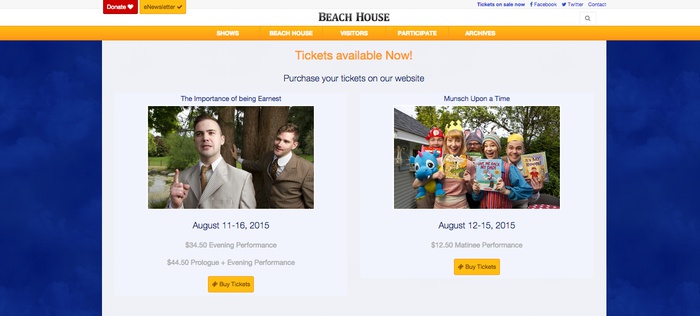 Donate
eNewsletter
Tickets on sale now Facebook Twitter Contact
BEACH HOUSE
SHOWS BEACH HOUSE VISITORS PARTICIPATE ARCHIVES
Tickets available Now!
Purchase your tickets on our website
The Importance of being Earnest
August 11-16, 2015
$34.50 Evening Performance
$44.50 Prologue + Evening Performance
Buy Tickets
Munsch Upon a Time
August 12-15, 2015
$12.50 Matinee Performance
Buy Tickets